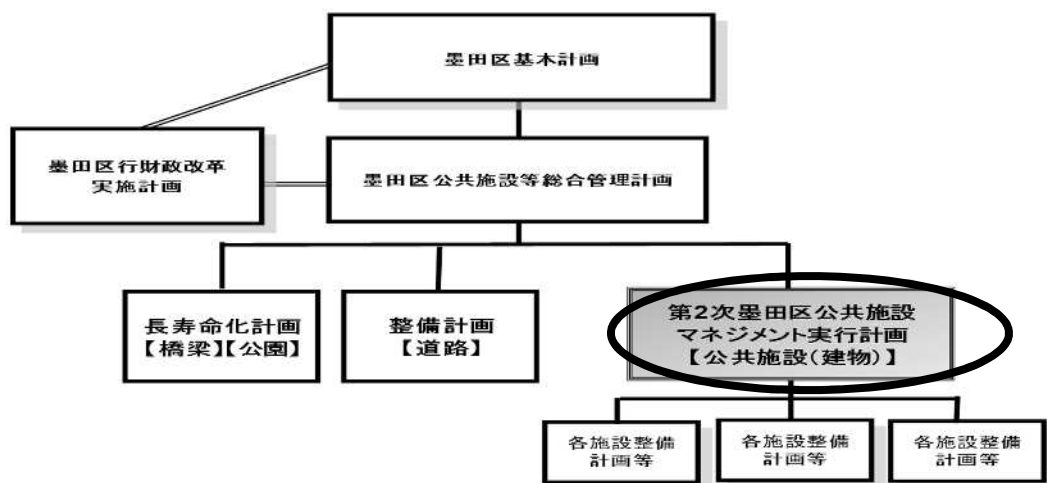 墨田区基本計画
墨田区行財政改革
実施計画
墨田区公共施設等総合管理計画
長寿命化計画
【橋梁】【公園】
整備計画
【道路】
第2次墨田区公共施設
マネジメント実行計画
【公共施設(建物)】
各施設整備
計画等
各施設整備
計画等
各施設整備
計画等